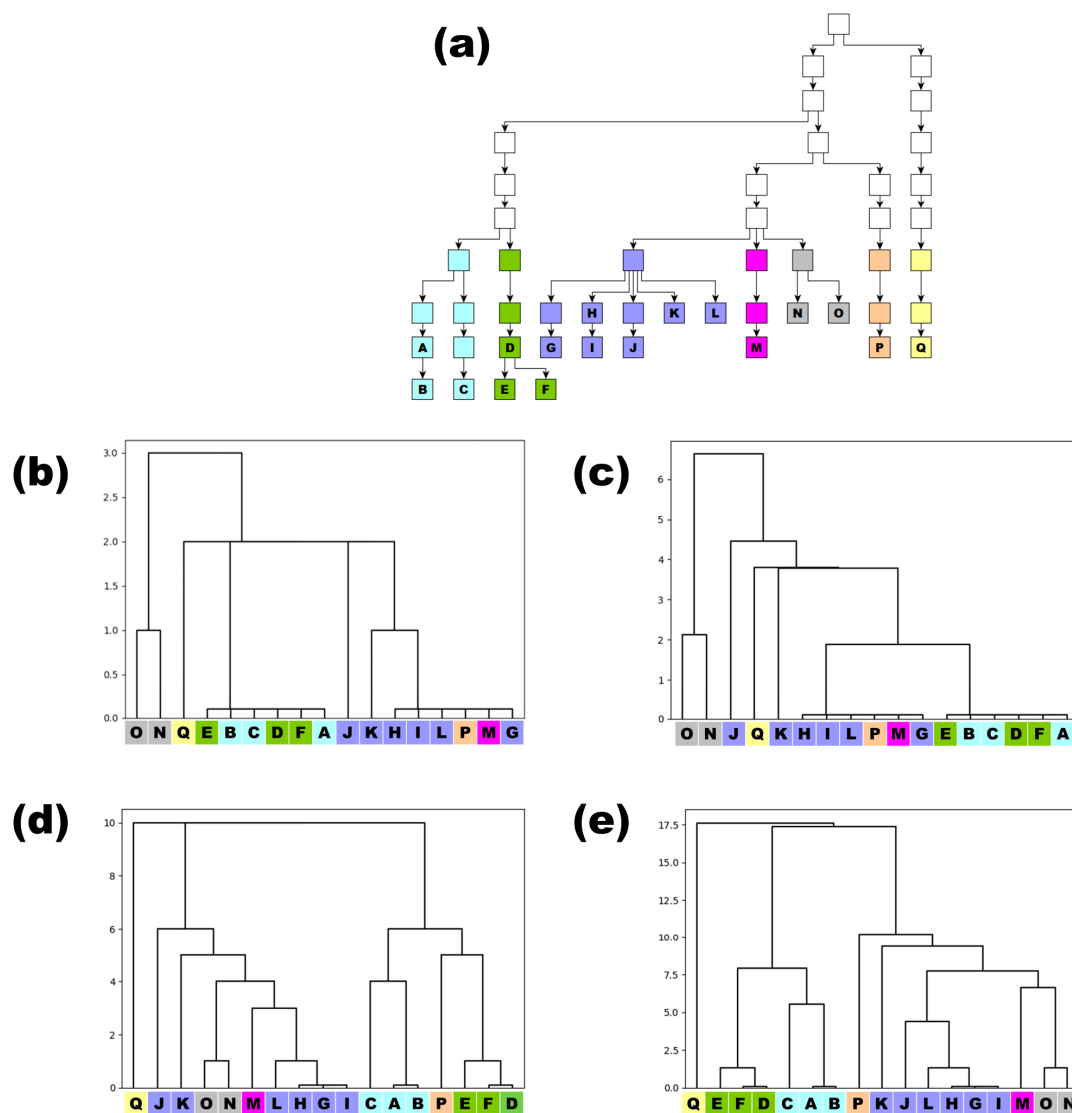 (a)
N O
H K L
A D G I J M P Q
B C E F
(b)
3.0
2.5
2.0
1.5
1.0
0.5
0.0
O N Q E B C D F A J K H I L P M G
(c)
6
5
4
3
2
1
0
O N J Q K H I L P M G E B C D F A
(d)
10
8
6
4
2
0
Q J K O N M L H G I C A B P E F D
(e)
17.5
15.0
12.5
10.0
7.5
5.0
2.5
0.0
Q E F D C A B P K J L H G I M O N